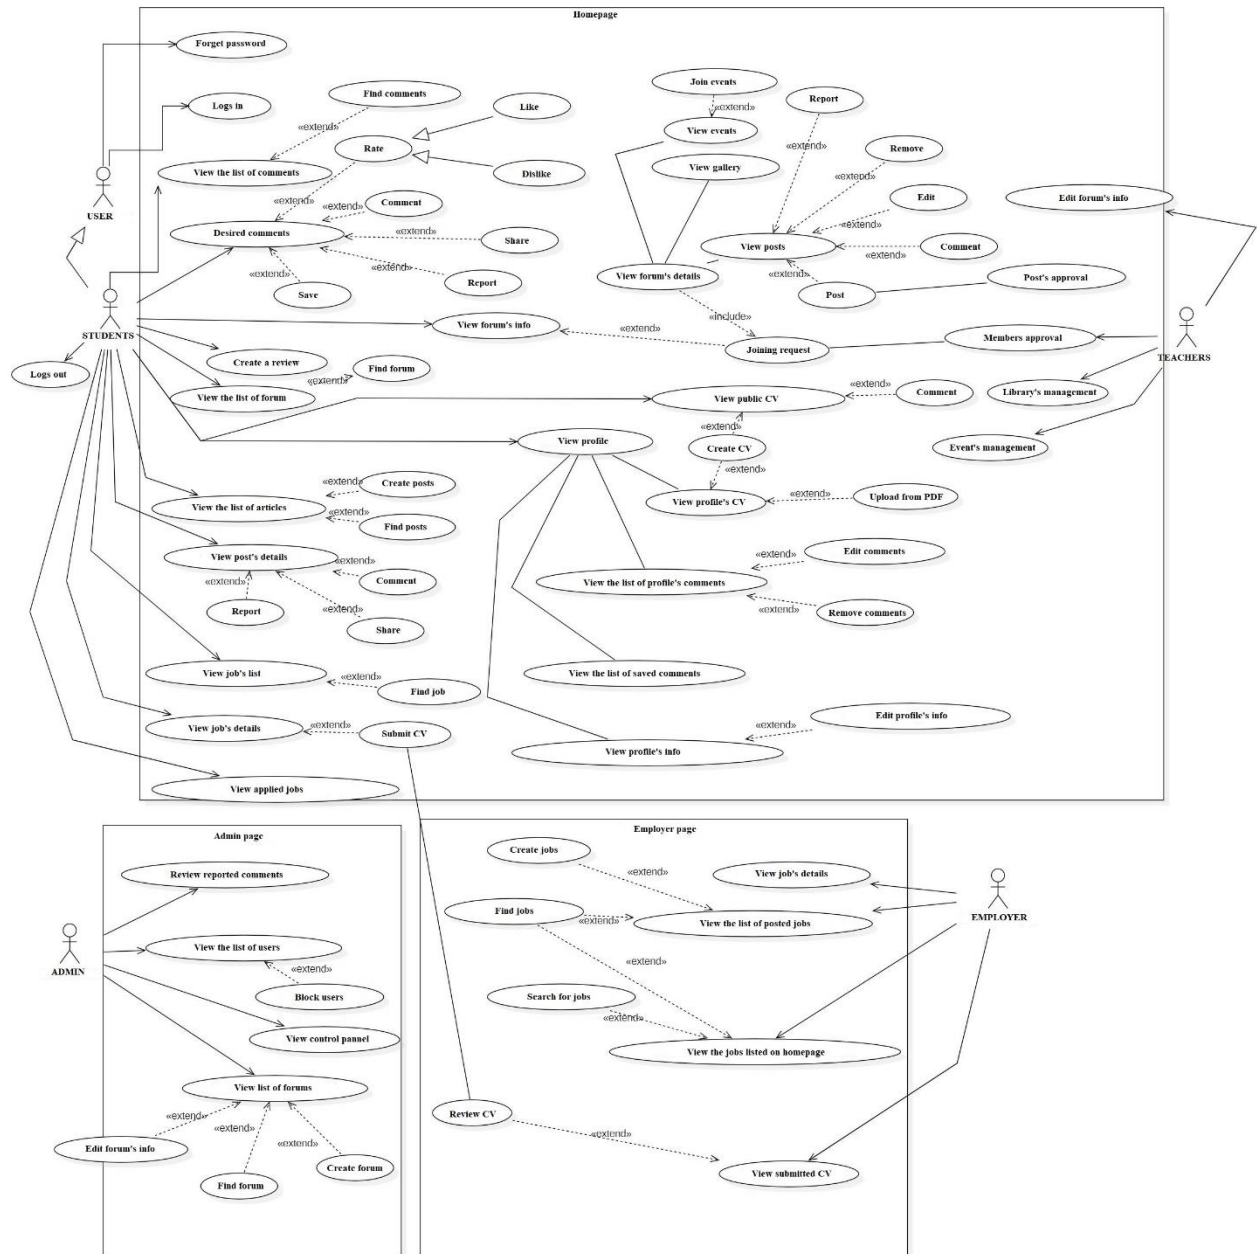 Homepage
Forget password
Logs in
Find comments
Like
Join events
Report
«extend»
«extend»
View events
Rate
«extend»
Remove
View the list of comments
Dislike
View gallery
«extend»
USER
Comment
Edit
Edit forum's info
«extend»
«extend»
«extend»
Desired comments
«extend»
Share
View posts
«extend»
Comment
«extend»
«extend»
Report
View forum's details
«extend»
Post's approval
Save
Post
STUDENTS
View forum's info
«extend»
«include»
Joining request
Members approval
TEACHERS
Logs out
Create a review
Find forum
«extend»
View the list of forum
View public CV
«extend»
Comment
Library's management
«extend»
View profile
Create CV
Event's management
«extend»
Create posts
«extend»
View the list of articles
View profile's CV
«extend»
Upload from PDF
«extend»
Find posts
View post's details
«extend»
«extend»
Comment
«extend»
Edit comments
View the list of profile's comments
Report
«extend»
Share
«extend»
Remove comments
View job's list
«extend»
Find job
View the list of saved comments
View job's details
«extend»
Submit CV
«extend»
Edit profile's info
View profile's info
View applied jobs
Admin page
Review reported comments
View the list of users
ADMIN
«extend»
Block users
View control pannel
View list of forums
«extend»
«extend»
«extend»
Edit forum's info
Create forum
Find forum
Employer page
Create jobs
«extend»
View job's details
Find jobs
«extend»
View the list of posted jobs
EMPLOYER
«extend»
Search for jobs
«extend»
View the jobs listed on homepage
Review CV
«extend»
View submitted CV